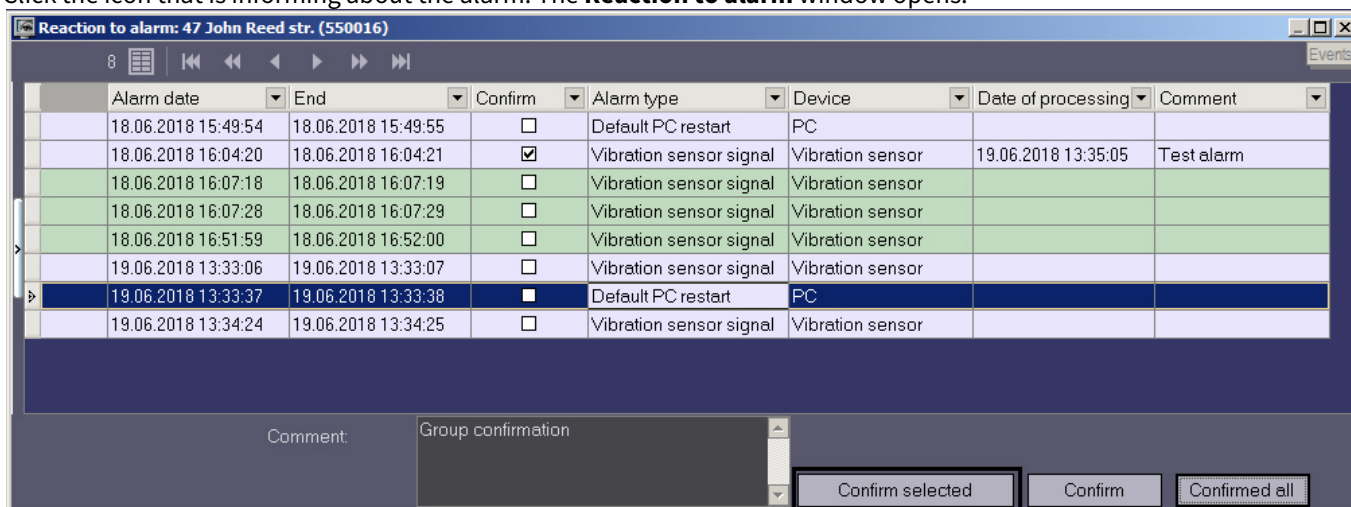 Click the icon that is informing about the alarm. The Reaction to alarm window opens.
Reaction to alarm: 47 John Reed str. (550016)
8
Events
Alarm date End Confirm Alarm type Device Date of processing Comment
18.06.2018 15:49:54 18.06.2018 15:49:55 Default PC restart PC
18.06.2018 16:04:20 18.06.2018 16:04:21 Vibration sensor signal Vibration sensor 19.06.2018 13:35:05 Test alarm
18.06.2018 16:07:18 18.06.2018 16:07:19 Vibration sensor signal Vibration sensor
18.06.2018 16:07:28 18.06.2018 16:07:29 Vibration sensor signal Vibration sensor
18.06.2018 16:51:59 18.06.2018 16:52:00 Vibration sensor signal Vibration sensor
19.06.2018 13:33:06 19.06.2018 13:33:07 Vibration sensor signal Vibration sensor
19.06.2018 13:33:37 19.06.2018 13:33:38 Default PC restart PC
19.06.2018 13:34:24 19.06.2018 13:34:25 Vibration sensor signal Vibration sensor
Comment: Group confirmation
Confirm selected Confirm Confirmed all